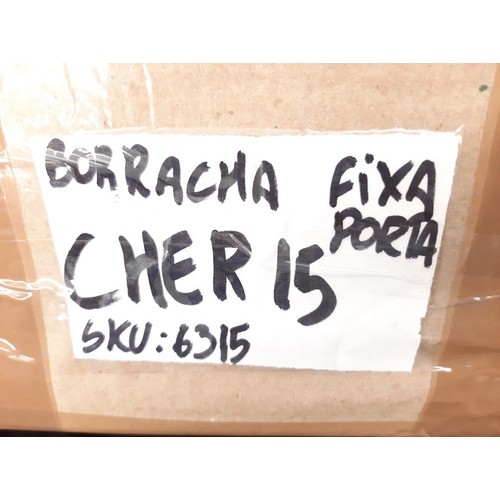 BORRACHA FiXA
PORTA
CHER 15
SKU: 6315